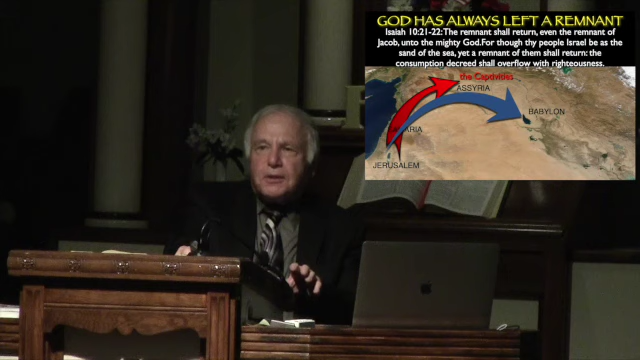 GOD HAS ALWAYS LEFT A REMNANT
Isaiah 10:21-22:The remnant shall return, even the remnant of
Jacob, unto the mighty God.For though thy people Israel be as the
sand of the sea, yet a remnant of them shall return: the
consumption decreed shall overflow with righteousness.
the Captivities
ASSYRIA
BABYLON
ARIA
JERUSALEM